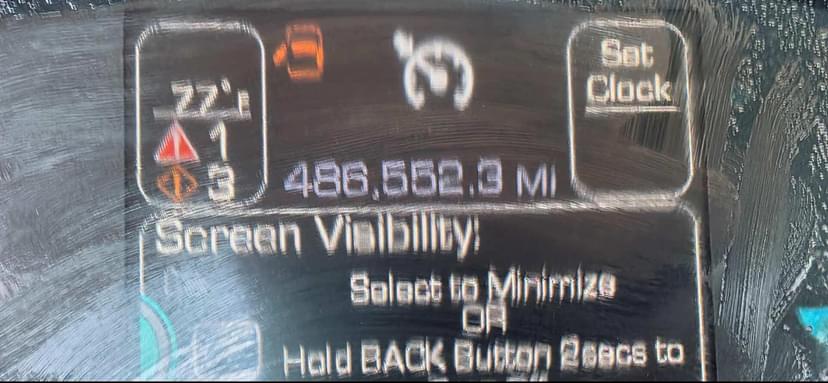 Set
Clock
77°F
1
3
486,552.3 MI
Screen Visibility:
Select to Minimize
OR
Hold BACK Button 2secs to